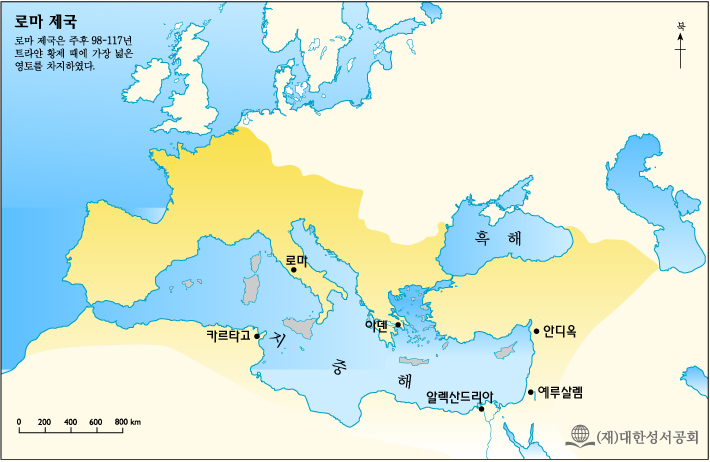 로마 제국
로마 제국은 주후 98-117년
트라얀 황제 때에 가장 넓은
영토를 차지하였다.
북
흑 해
로마
아덴
안디옥
카르타고
지 중 해
알렉산드리아
예루살렘
0 200 400 600 800 km
(재)대한성서공회